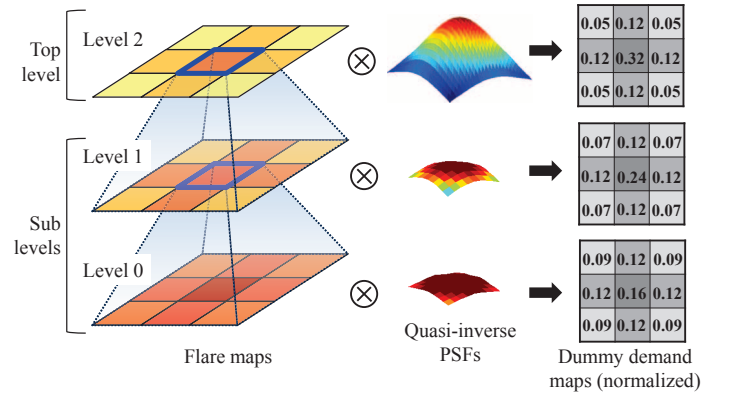 Top
level
Level 2
0.05 0.12 0.05
0.12 0.32 0.12
0.05 0.12 0.05
Sub
levels
Level 1
0.07 0.12 0.07
0.12 0.24 0.12
0.07 0.12 0.07
Level 0
0.09 0.12 0.09
0.12 0.16 0.12
0.09 0.12 0.09
Flare maps
Quasi-inverse
PSFs
Dummy demand
maps (normalized)